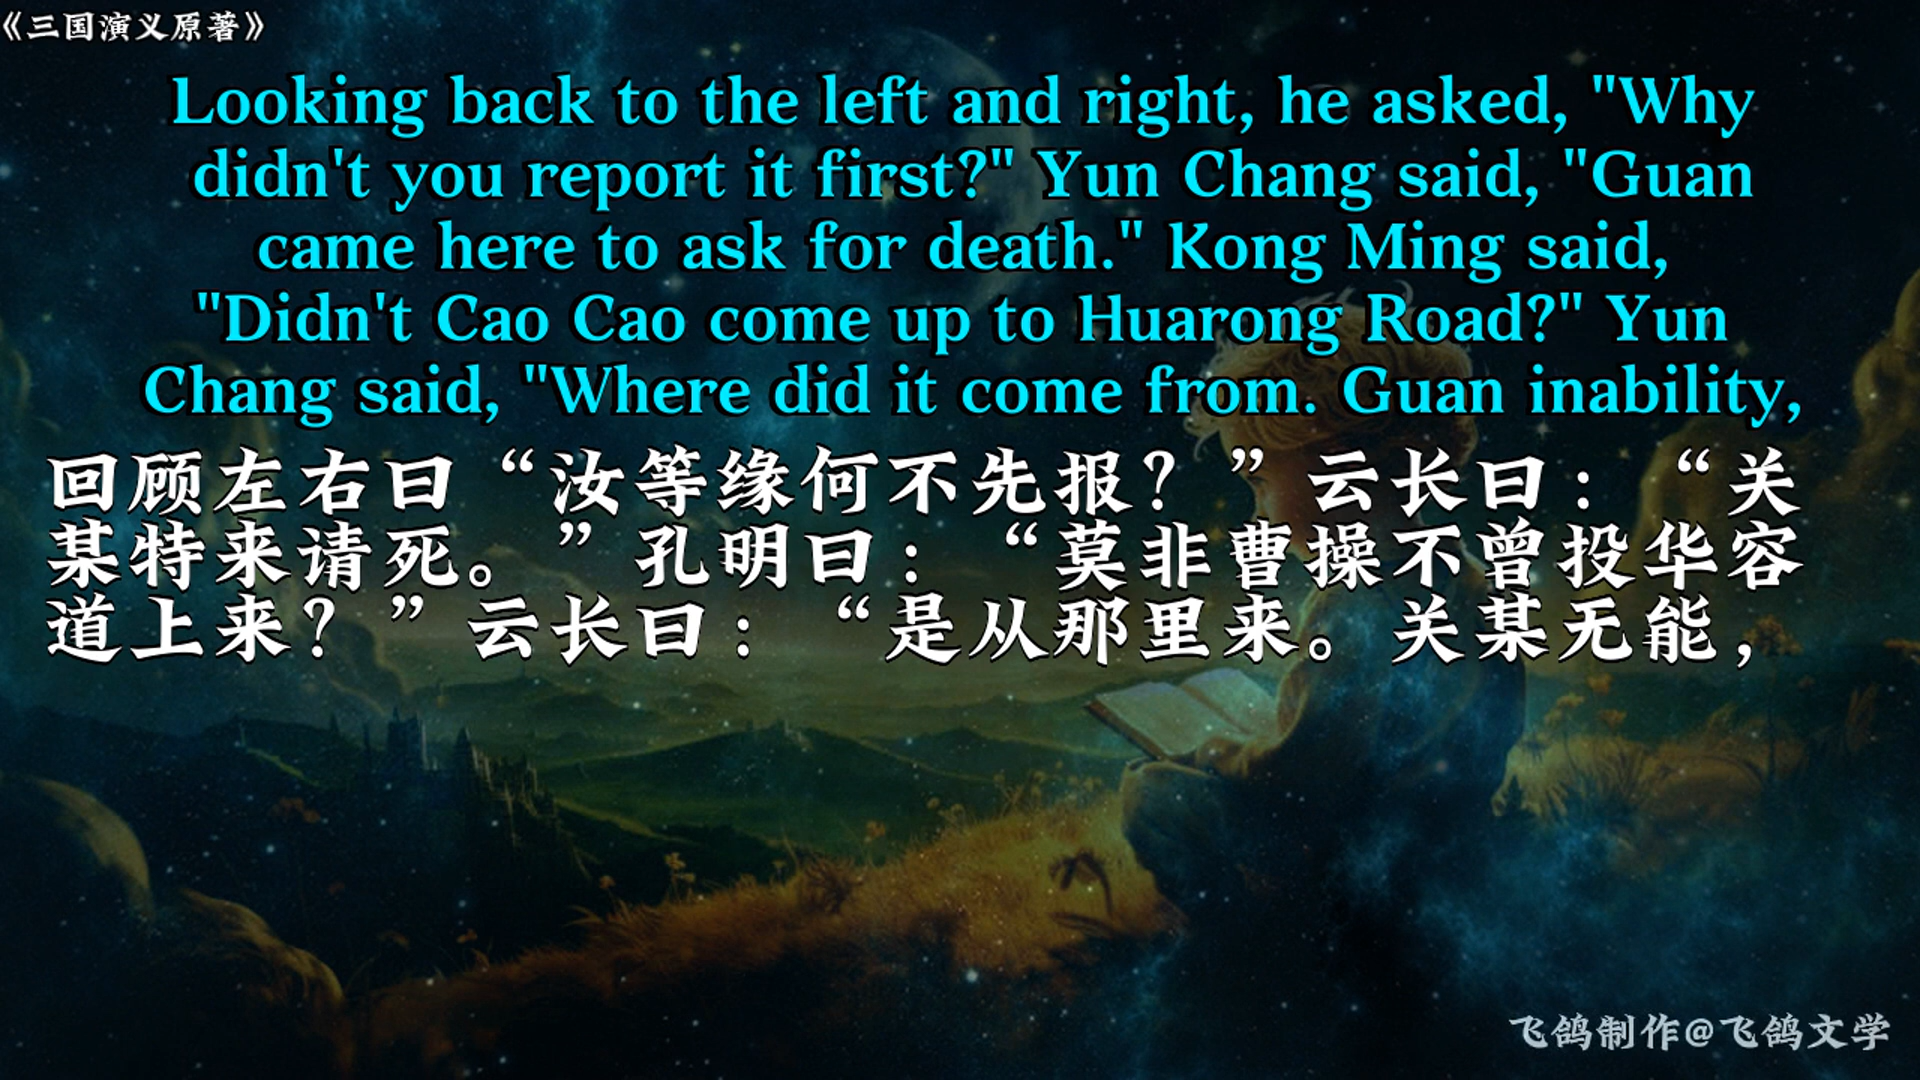 《三国演义原著》
Looking back to the left and right, he asked, "Why
didn't you report it first?" Yun Chang said, "Guan
came here to ask for death." Kong Ming said,
"Didn't Cao Cao come up to Huarong Road?" Yun
Chang said, "Where did it come from. Guan inability,
回顾左右曰“汝等缘何不先报？”云长曰：“关
某特来请死。”孔明曰：“莫非曹操不曾投华容
道上来？”云长曰：“是从那里来。关某无能，
飞鸽制作@飞鸽文学